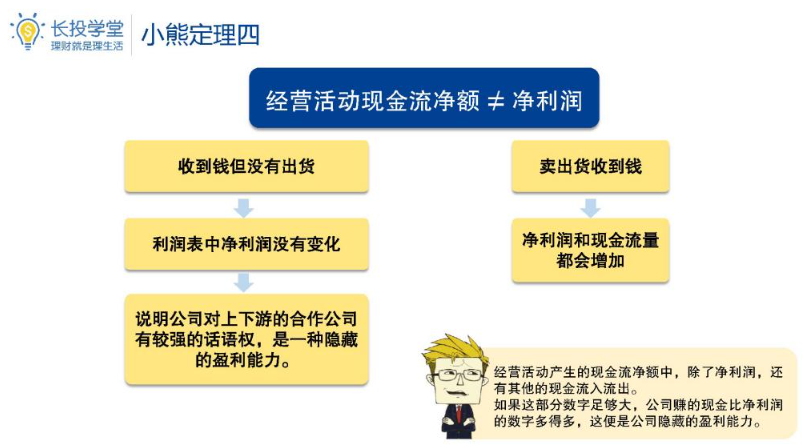 长投学堂
理财就是理生活
小熊定理四
经营活动现金流净额 ≠ 净利润
收到钱但没有出货
利润表中净利润没有变化
说明公司对上下游的合作公司
有较强的话语权，是一种隐藏
的盈利能力。
卖出货收到钱
净利润和现金流量
都会增加
经营活动产生的现金流净额中，除了净利润，还
有其他的现金流入流出。
如果这部分数字足够大，公司赚的现金比净利润
的数字多得多，这便是公司隐藏的盈利能力。